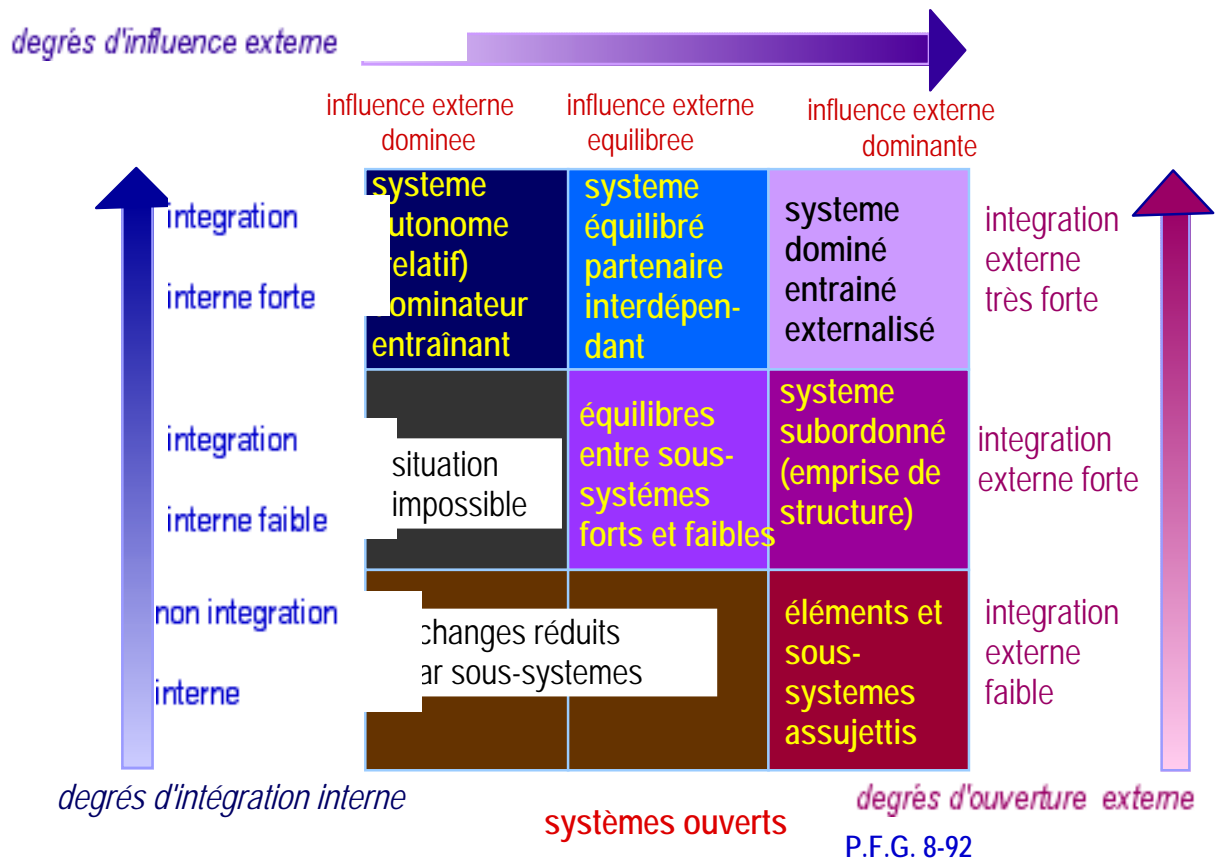 degrés d'influence externe
influence externe
dominee
influence externe
equilibree
influence externe
dominante
integration
interne forte
systeme
utonome
relatif)
ominateur
entraînant
systeme
équilibré
partenaire
interdépen-
dant
systeme
dominé
entrainé
externalisé
integration
externe
très forte
integration
interne faible
situation
impossible
équilibres
entre sous-
systémes
forts et faibles
systeme
subordonné
(emprise de
structure)
integration
externe forte
non integration
interne
changes réduits
ar sous-systemes
éléments et
sous-
systemes
assujettis
integration
externe
faible
degrés d'intégration interne
degrés d'ouverture externe
systèmes ouverts
P.F.G. 8-92